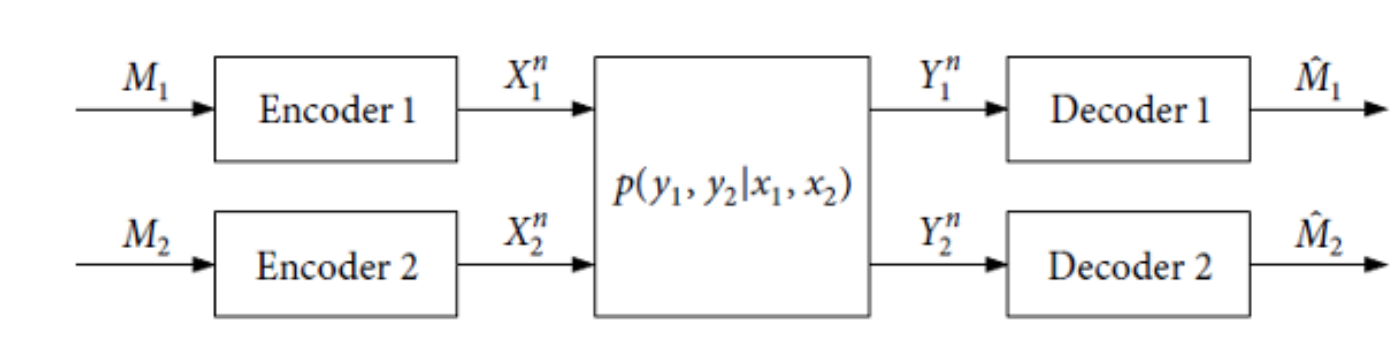 M₁ Encoder 1 X₁ⁿ Y₁ⁿ Decoder 1 M̂₁
p(y₁, y₂|x₁, x₂)
M₂ Encoder 2 X₂ⁿ Y₂ⁿ Decoder 2 M̂₂